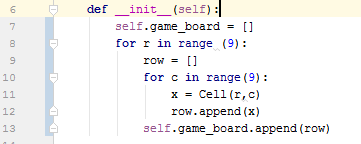 6 def __init__(self):
7 self.game_board = []
8 for r in range (9):
9 row = []
10 for c in range(9):
11 x = Cell(r,c)
12 row.append(x)
13 self.game_board.append(row)